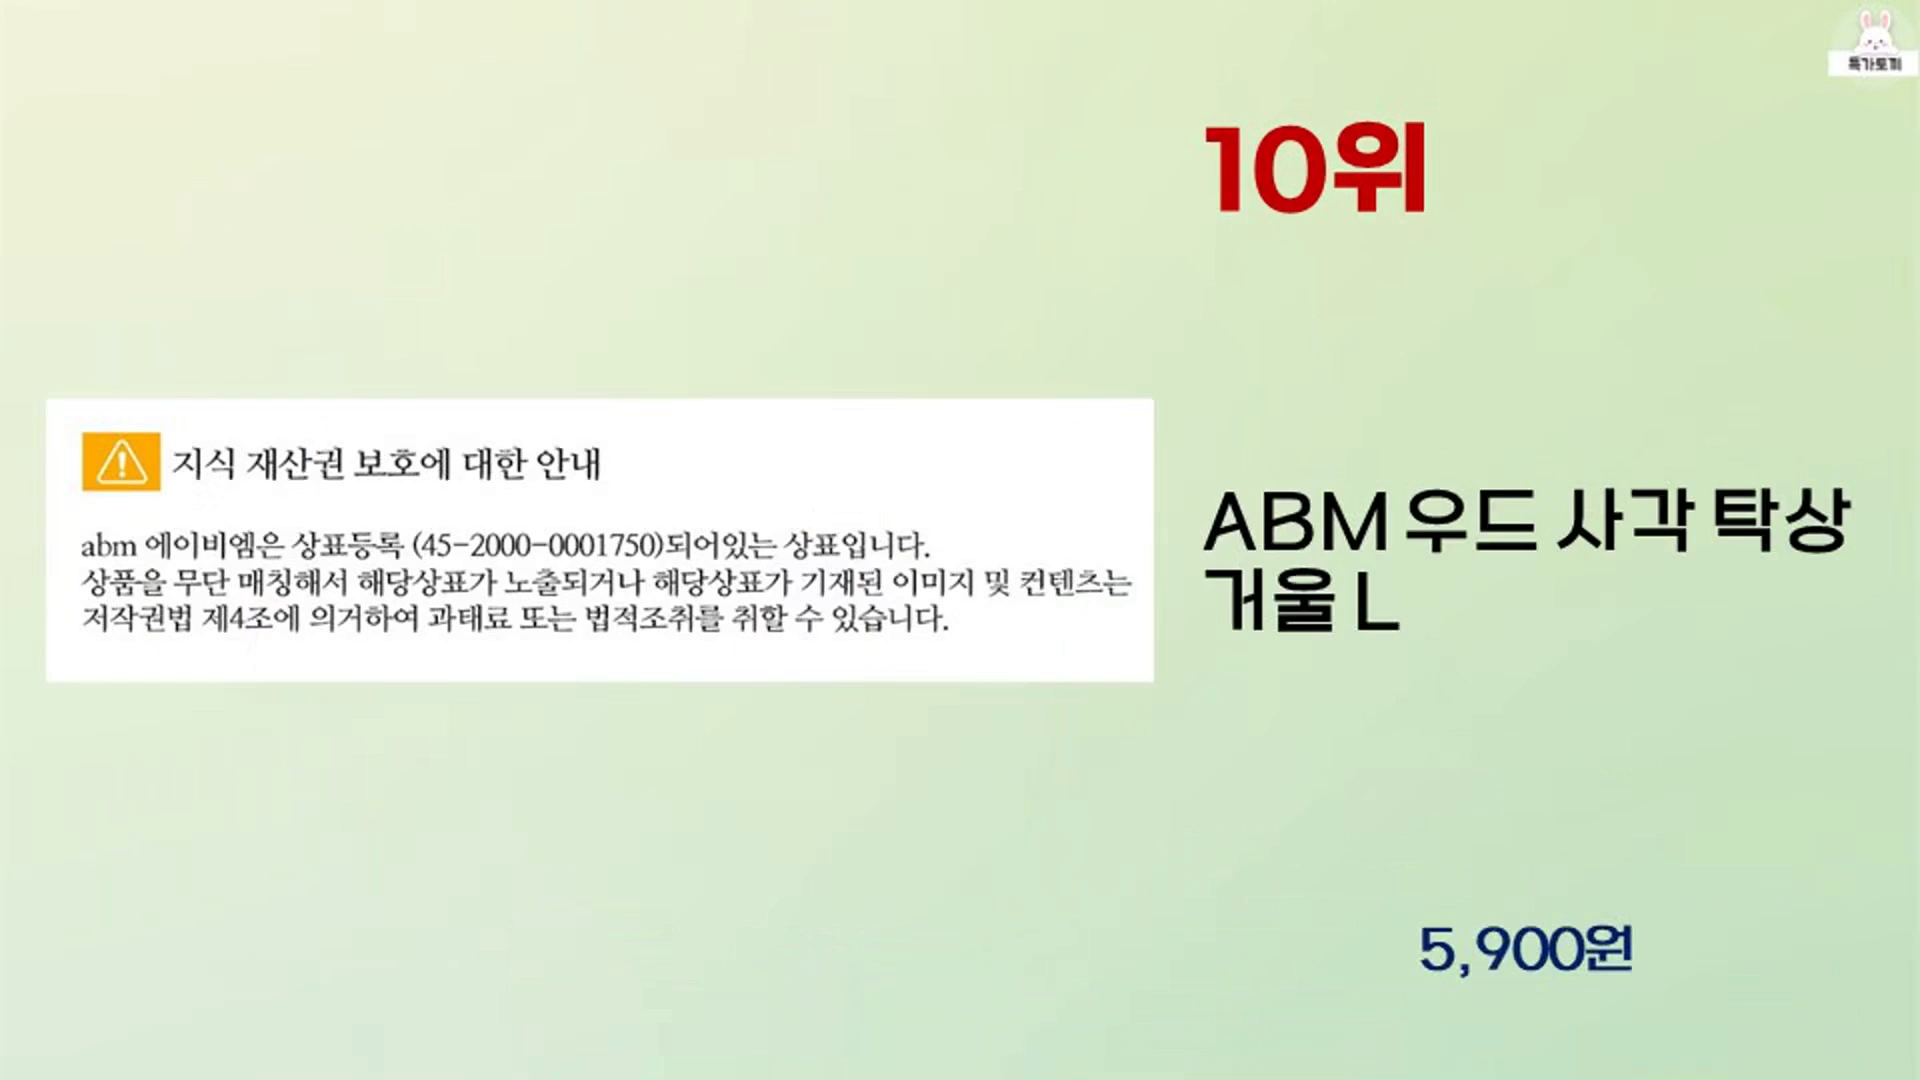 특가토끼
10위
지식 재산권 보호에 대한 안내
abm 에이비엠은 상표등록 (45-2000-0001750)되어있는 상표입니다.
상품을 무단 매칭해서 해당상표가 노출되거나 해당상표가 기재된 이미지 및 컨텐츠는
저작권법 제4조에 의거하여 과태료 또는 법적조취를 취할 수 있습니다.
ABM 우드 사각 탁상
거울 L
5,900원